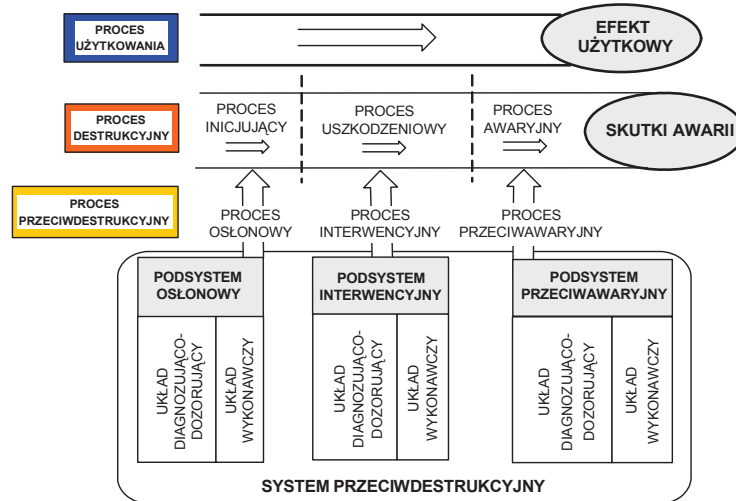 PROCES
UŻYTKOWANIA
EFEKT
UŻYTKOWY
PROCES
DESTRUKCYJNY
PROCES
INICJUJĄCY
PROCES
USZKODZENIOWY
PROCES
AWARYJNY
SKUTKI AWARII
PROCES
PRZECIWDESTRUKCYJNY
PROCES
OSŁONOWY
PROCES
INTERWENCYJNY
PROCES
PRZECIWAWARYJNY
PODSYSTEM
OSŁONOWY
PODSYSTEM
INTERWENCYJNY
PODSYSTEM
PRZECIWAWARYJNY
UKŁAD
DIAGNOZUJĄCO-
DOZORUJĄCY
UKŁAD
WYKONAWCZY
UKŁAD
DIAGNOZUJĄCO-
DOZORUJĄCY
UKŁAD
WYKONAWCZY
UKŁAD
DIAGNOZUJĄCO-
DOZORUJĄCY
UKŁAD
WYKONAWCZY
SYSTEM PRZECIWDESTRUKCYJNY